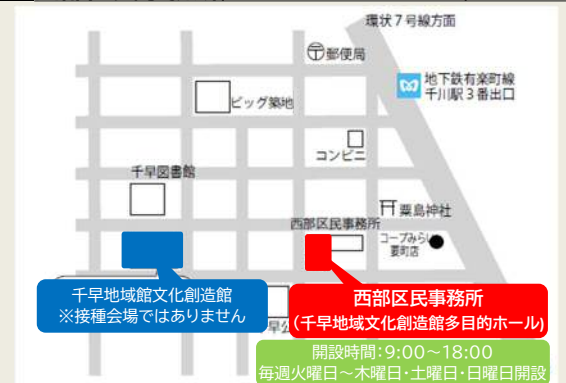 環状7号線方面
〒郵便局
地下鉄有楽町線
千川駅3番出口
ビッグ築地
コンビニ
千早図書館
粟島神社
西部区民事務所
コープみらい
要町店
千早地域館文化創造館
※接種会場ではありません
西部区民事務所
(千早地域文化創造館多目的ホール)
早公
開設時間:9:00～18:00
毎週火曜日～木曜日・土曜日・日曜日開設